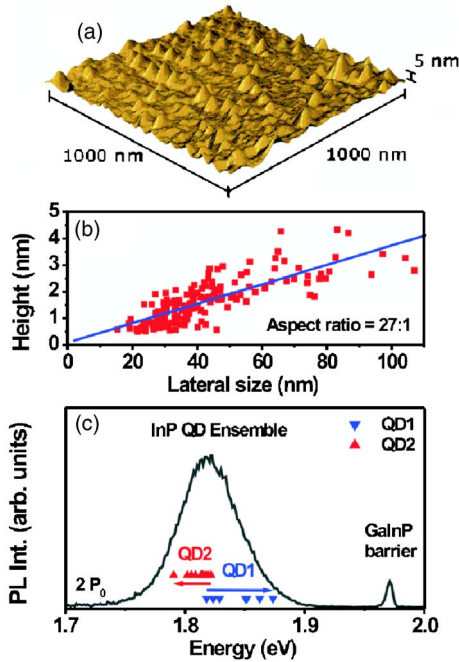 (a)
5 nm
1000 nm
1000 nm
(b)
5
4
3
2
1
0
Height (nm)
Aspect ratio = 27:1
0 20 40 60 80 100
Lateral size (nm)
(c)
InP QD Ensemble
QD1
QD2
GaInP
barrier
QD2
QD1
2 P₀
PL Int. (arb. units)
1.7 1.8 1.9 2.0
Energy (eV)